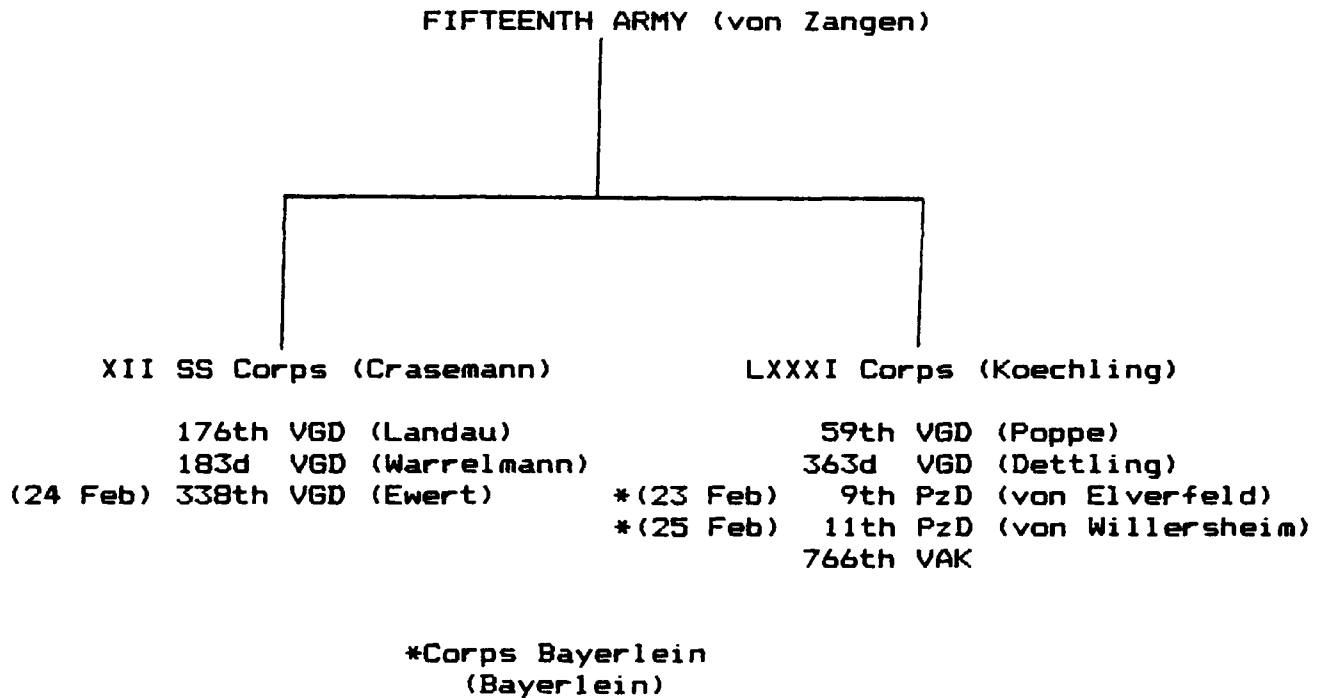 FIFTEENTH ARMY (von Zangen)
XII SS Corps (Crasemann)
176th VGD (Landau)
183d VGD (Warrelmann)
(24 Feb) 338th VGD (Ewert)
LXXXI Corps (Koechling)
59th VGD (Poppe)
363d VGD (Dettling)
*(23 Feb) 9th PzD (von Elverfeld)
*(25 Feb) 11th PzD (von Willersheim)
766th VAK
*Corps Bayerlein
(Bayerlein)